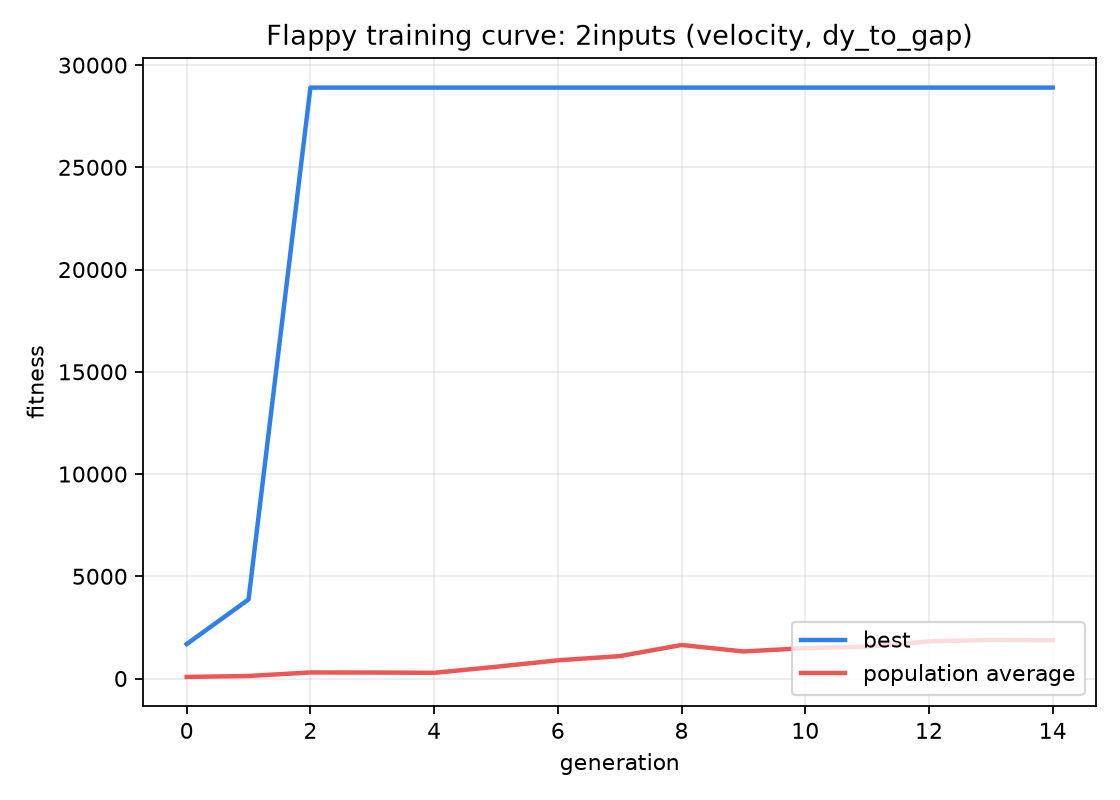 Flappy training curve: 2inputs (velocity, dy_to_gap)
30000
25000
20000
15000
10000
5000
0
fitness
best
population average
0 2 4 6 8 10 12 14
generation